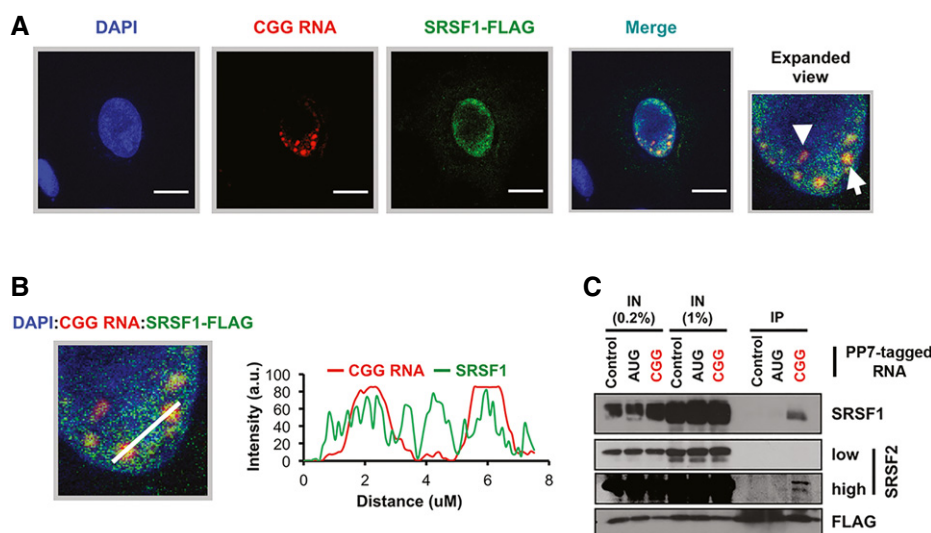 A
DAPI
CGG RNA
SRSF1-FLAG
Merge
Expanded
view
B
DAPI:CGG RNA:SRSF1-FLAG
CGG RNA
SRSF1
Intensity (a.u.)
100
80
60
40
20
0
0
2
4
6
8
Distance (uM)
C
IN
(0.2%)
IN
(1%)
IP
Control
AUG
CGG
Control
AUG
CGG
Control
AUG
CGG
PP7-tagged
RNA
SRSF1
low
high
SRSF2
FLAG